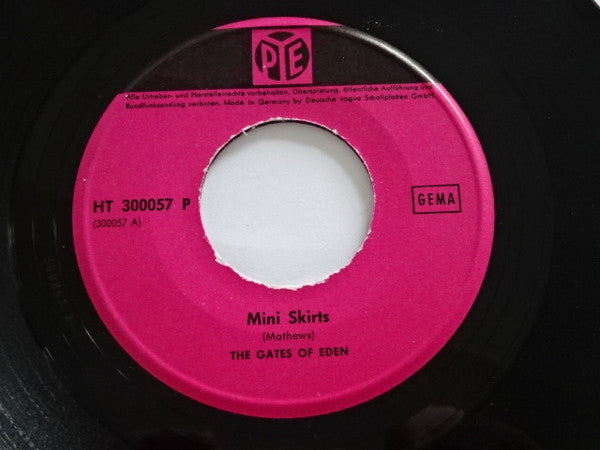 PYE
Alle Urheber- und Herstellerrechte vorbehalten. Überspielung, öffentliche Aufführung und
Rundfunksendung verboten. Made in Germany by Deutsche vogue Schallplatten GmbH.
HT 300057 P
(300057 A)
GEMA
Mini Skirts
(Mathews)
THE GATES OF EDEN